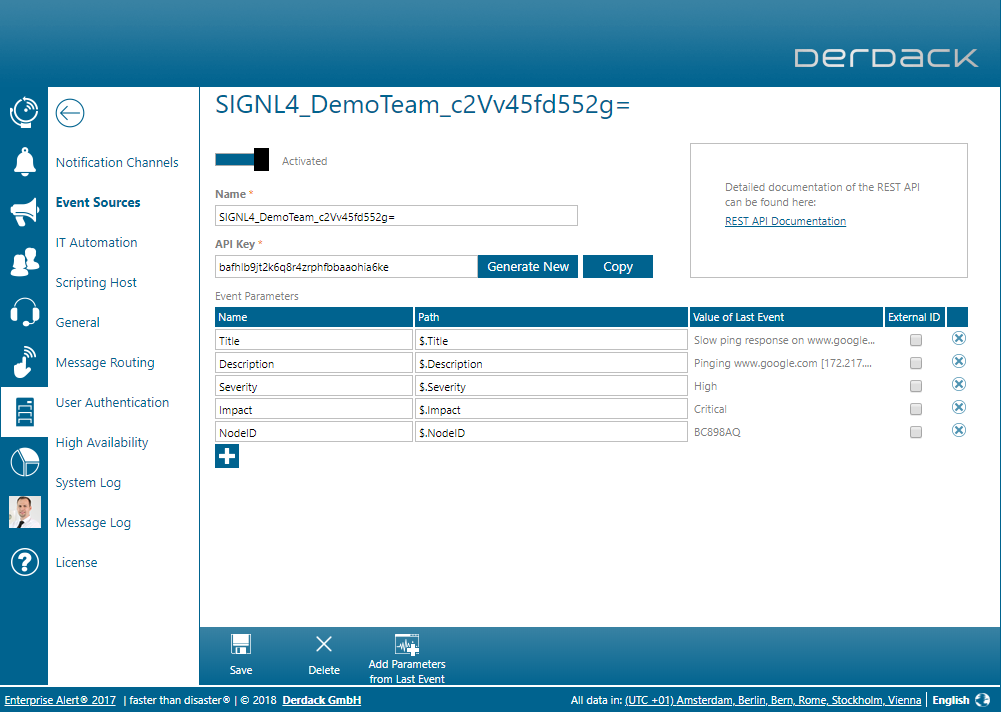 DERDACK
SIGNL4_DemoTeam_c2Vv45fd552g=
Notification Channels
Event Sources
IT Automation
Scripting Host
General
Message Routing
User Authentication
High Availability
System Log
Message Log
License
Activated
Name *
SIGNL4_DemoTeam_c2Vv45fd552g=
API Key *
bafhlb9jt2k6q8r4zrphfbbaaohia6ke Generate New Copy
Detailed documentation of the REST API
can be found here:
REST API Documentation
Event Parameters
Name Path Value of Last Event External ID
Title $.Title Slow ping response on www.google...
Description $.Description Pinging www.google.com [172.217....
Severity $.Severity High
Impact $.Impact Critical
NodeID $.NodeID BC898AQ
Save
Delete
Add Parameters
from Last Event
Enterprise Alert® 2017 | faster than disaster® | © 2018 Derdack GmbH
All data in: (UTC +01) Amsterdam, Berlin, Bern, Rome, Stockholm, Vienna | English